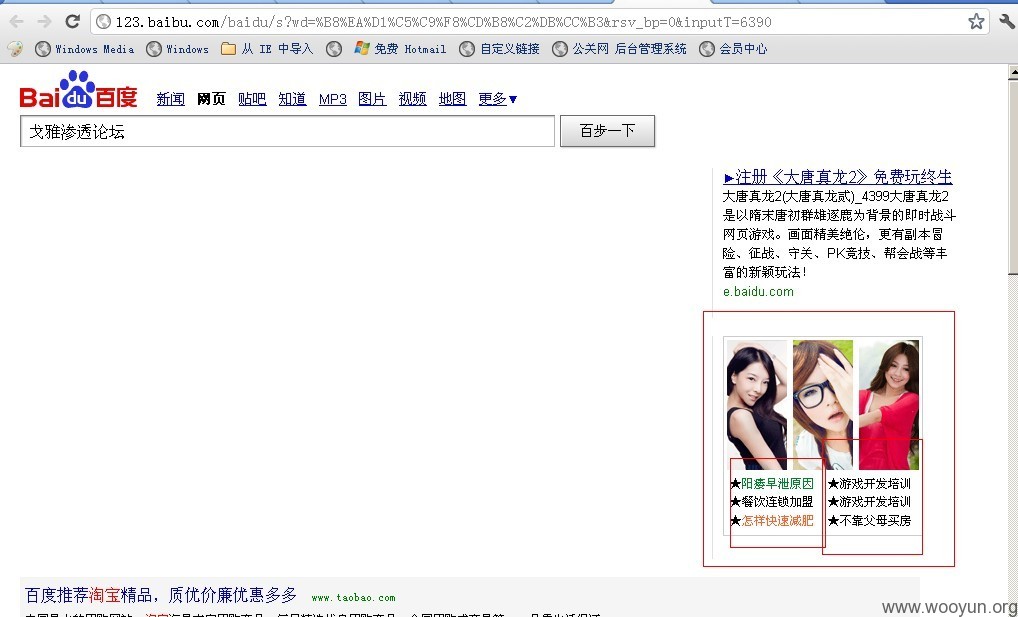 123.baibu.com/baidu/s?wd=%B8%EA%D1%C5%C9%F8%CD%B8%C2%DB%CC%B3&rsv_bp=0&inputT=6390
Windows Media Windows 从 IE 中导入 免费 Hotmail 自定义链接 公关网 后台管理系统 会员中心
Bai du 百度 新闻 网页 贴吧 知道 MP3 图片 视频 地图 更多▼
戈雅渗透论坛 百步一下
►注册《大唐真龙2》免费玩终生
大唐真龙2(大唐真龙贰)_4399大唐真龙2
是以隋末唐初群雄逐鹿为背景的即时战斗
网页游戏。画面精美绝伦，更有副本冒
险、征战、守关、PK竞技、帮会战等丰
富的新颖玩法！
e.baidu.com
★阳痿早泄原因 ★游戏开发培训
★餐饮连锁加盟 ★游戏开发培训
★怎样快速减肥 ★不靠父母买房
百度推荐淘宝精品，质优价廉优惠多多 www.taobao.com
www.wooyun.org